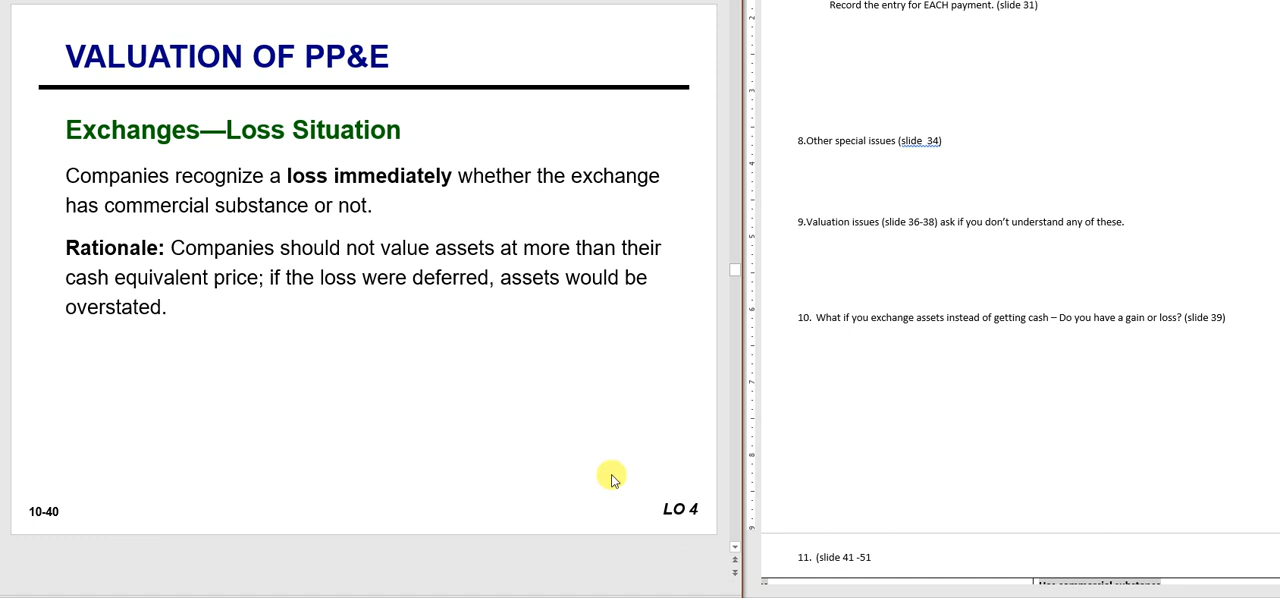 VALUATION OF PP&E
Exchanges—Loss Situation
Companies recognize a loss immediately whether the exchange
has commercial substance or not.
Rationale: Companies should not value assets at more than their
cash equivalent price; if the loss were deferred, assets would be
overstated.
10-40
LO 4
Record the entry for EACH payment. (slide 31)
8.Other special issues (slide  34)
9.Valuation issues (slide 36-38) ask if you don’t understand any of these.
10.  What if you exchange assets instead of getting cash – Do you have a gain or loss? (slide 39)
11.  (slide 41 -51
Has commercial substance